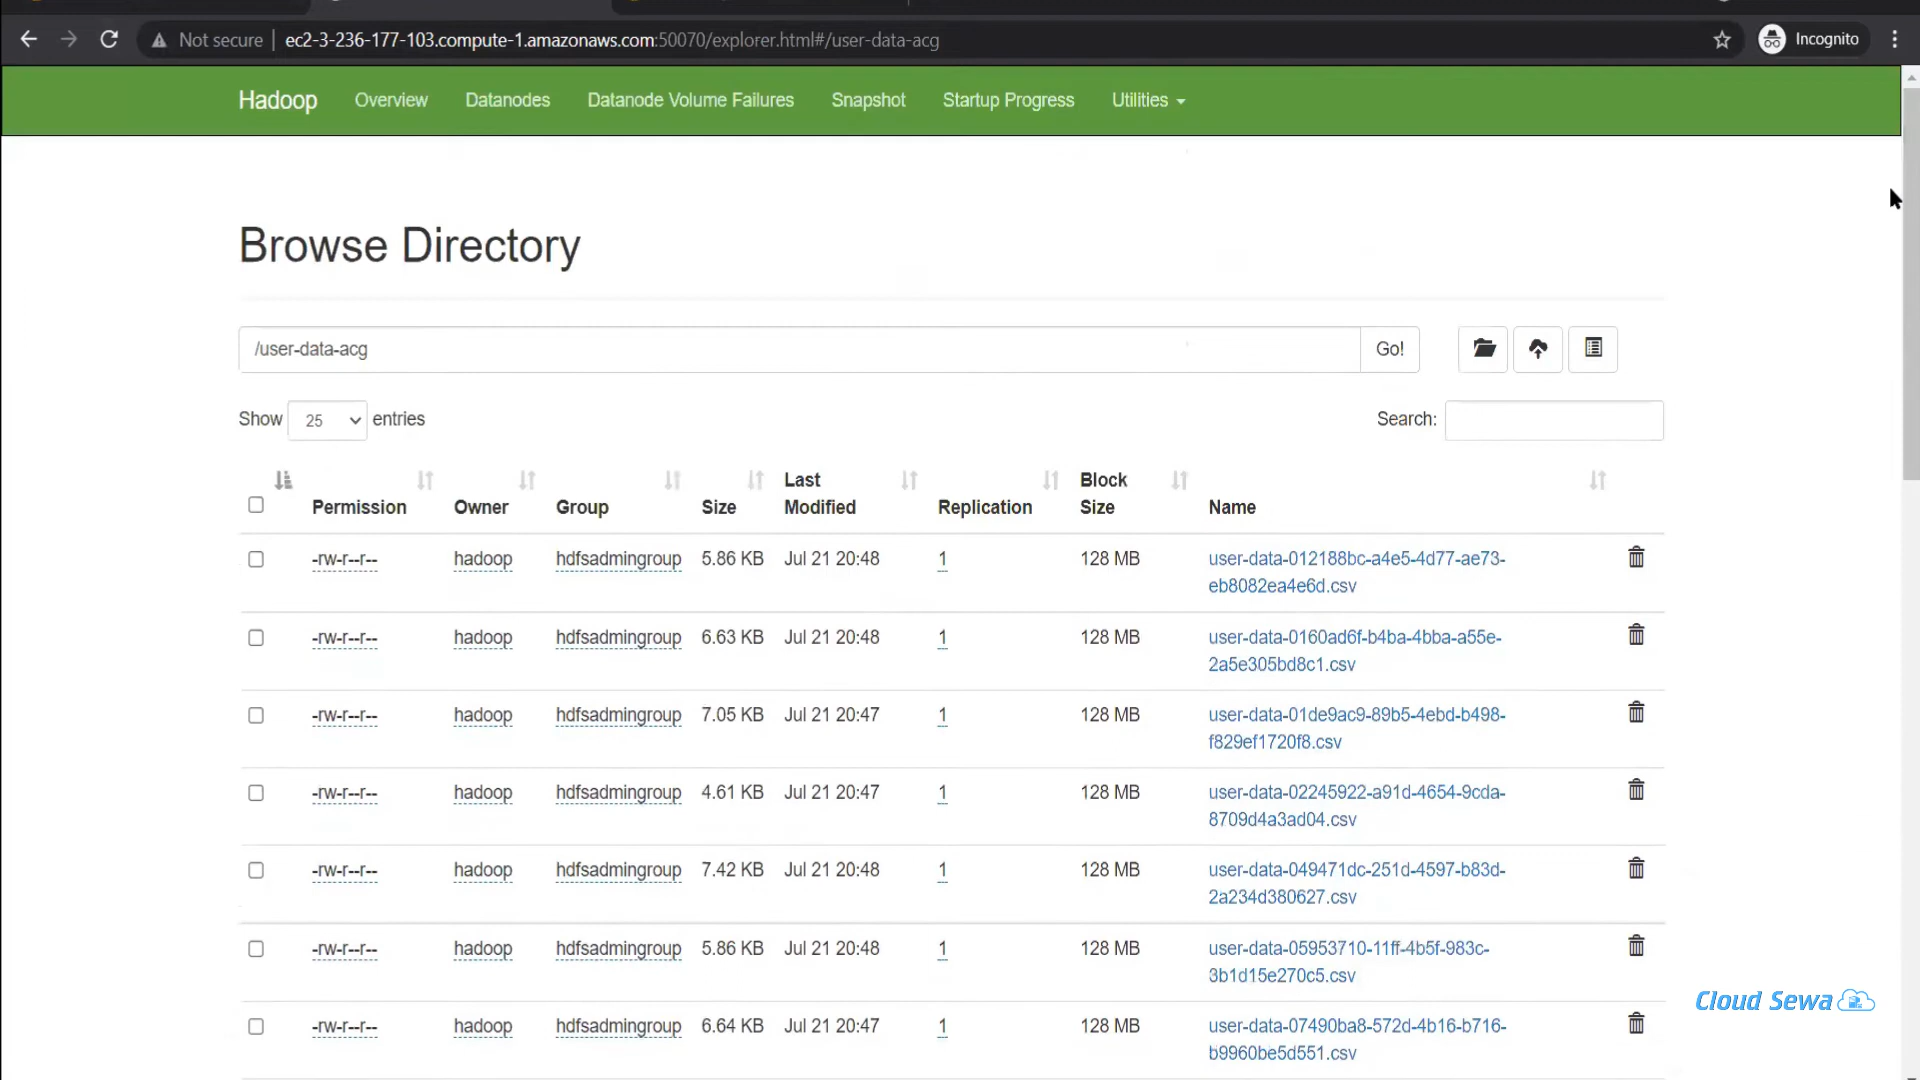 Not secure ec2-3-236-177-103.compute-1.amazonaws.com:50070/explorer.html#/user-data-acg Incognito
Hadoop Overview Datanodes Datanode Volume Failures Snapshot Startup Progress Utilities
Browse Directory
/user-data-acg Go!
Show 25 entries Search:
Permission Owner Group Size Last Modified Replication Block Size Name
-rw-r--r-- hadoop hdfsadmingroup 5.86 KB Jul 21 20:48 1 128 MB user-data-012188bc-a4e5-4d77-ae73-
eb8082ea4e6d.csv
-rw-r--r-- hadoop hdfsadmingroup 6.63 KB Jul 21 20:48 1 128 MB user-data-0160ad6f-b4ba-4bba-a55e-
2a5e305bd8c1.csv
-rw-r--r-- hadoop hdfsadmingroup 7.05 KB Jul 21 20:47 1 128 MB user-data-01de9ac9-89b5-4ebd-b498-
f829ef1720f8.csv
-rw-r--r-- hadoop hdfsadmingroup 4.61 KB Jul 21 20:47 1 128 MB user-data-02245922-a91d-4654-9cda-
8709d4a3ad04.csv
-rw-r--r-- hadoop hdfsadmingroup 7.42 KB Jul 21 20:48 1 128 MB user-data-049471dc-251d-4597-b83d-
2a234d380627.csv
-rw-r--r-- hadoop hdfsadmingroup 5.86 KB Jul 21 20:48 1 128 MB user-data-05953710-11ff-4b5f-983c-
3b1d15e270c5.csv
Cloud Sewa
-rw-r--r-- hadoop hdfsadmingroup 6.64 KB Jul 21 20:47 1 128 MB user-data-07490ba8-572d-4b16-b716-
b9960be5d551.csv